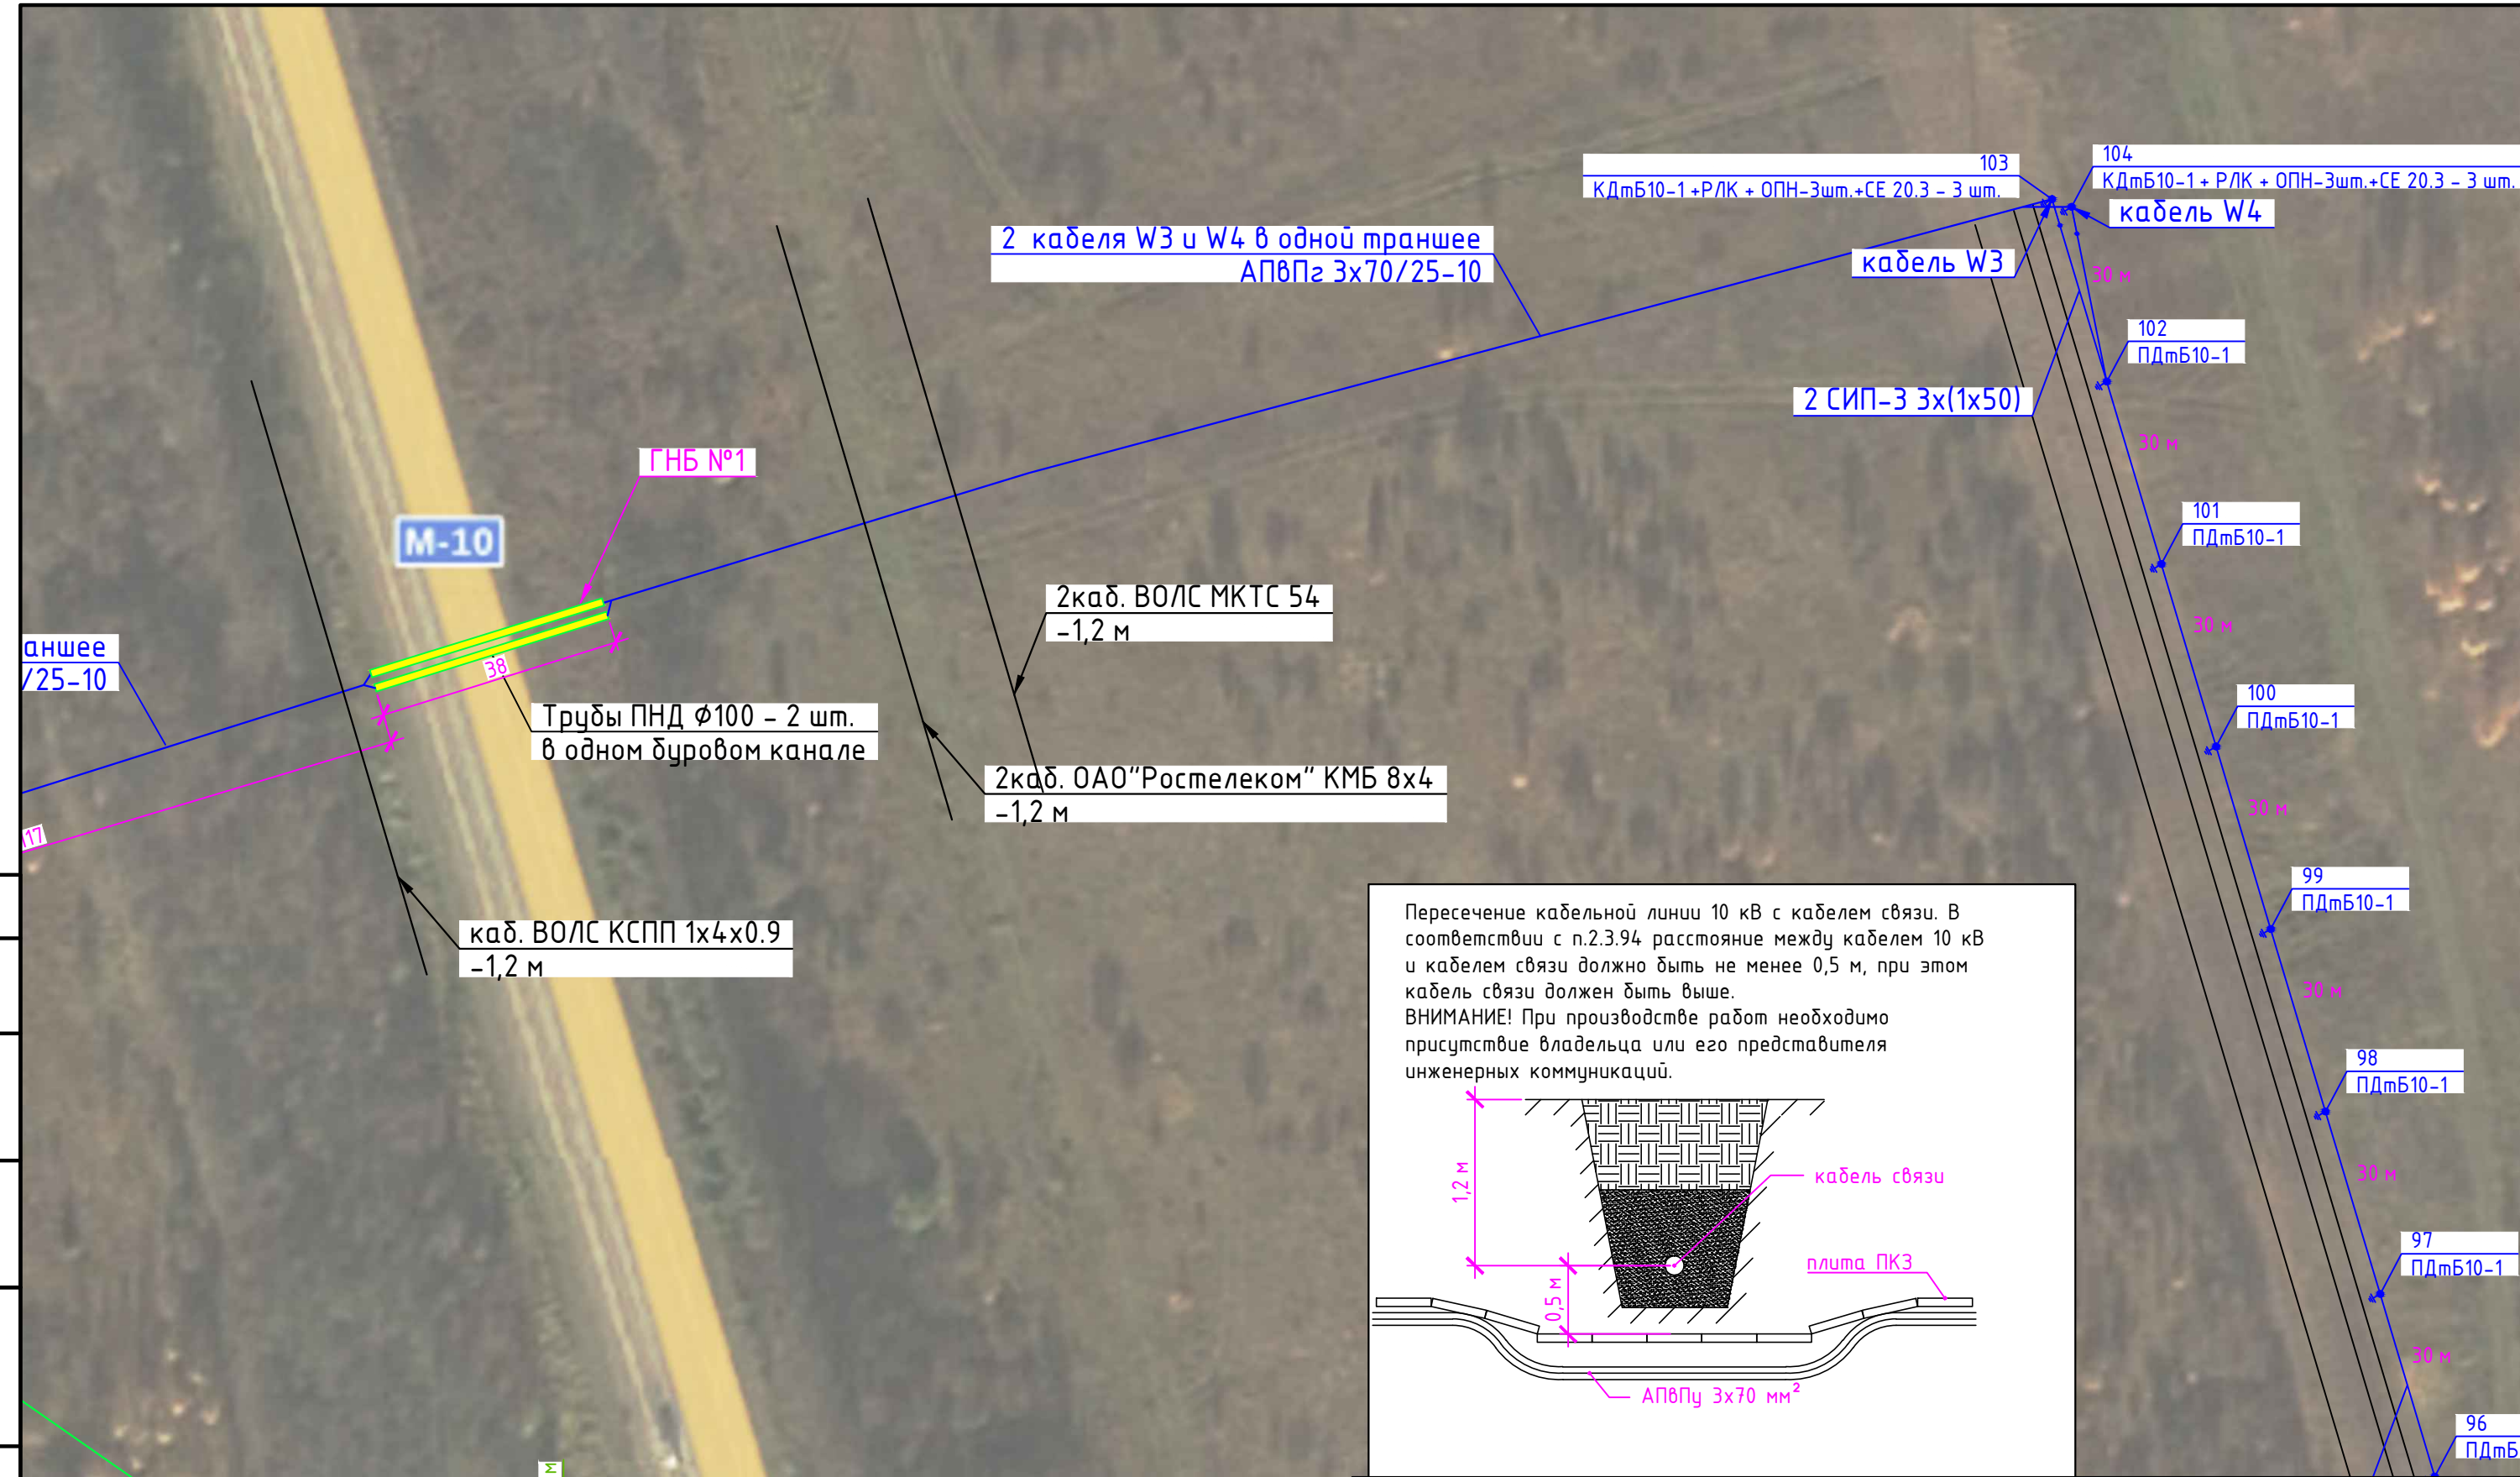 103
КДтБ10-1 +РЛК + ОПН-3шт.+СЕ 20.3 - 3 шт.
104
КДтБ10-1 + РЛК + ОПН-3шт.+СЕ 20.3 - 3 шт.
кабель W4
2 кабеля W3 и W4 в одной траншее
АПвПг 3х70/25-10
кабель W3
30 м
102
ПДтБ10-1
2 СИП-3 3х(1х50)
30 м
ГНБ №1
101
ПДтБ10-1
М-10
2каб. ВОЛС МКТС 54
-1,2 м
30 м
аншее
/25-10
38
100
ПДтБ10-1
Трубы ПНД Ф100 - 2 шт.
в одном буровом канале
2каб. ОАО"Ростелеком" КМБ 8х4
-1,2 м
30 м
17
99
ПДтБ10-1
каб. ВОЛС КСПП 1х4х0.9
-1,2 м
30 м
Пересечение кабельной линии 10 кВ с кабелем связи. В
соответствии с п.2.3.94 расстояние между кабелем 10 кВ
и кабелем связи должно быть не менее 0,5 м, при этом
кабель связи должен быть выше.
ВНИМАНИЕ! При производстве работ необходимо
присутствие владельца или его представителя
инженерных коммуникаций.
98
ПДтБ10-1
30 м
1,2 м
кабель связи
97
ПДтБ10-1
плита ПКЗ
0,5 м
30 м
АПвПу 3х70 мм²
96
ПДтБ